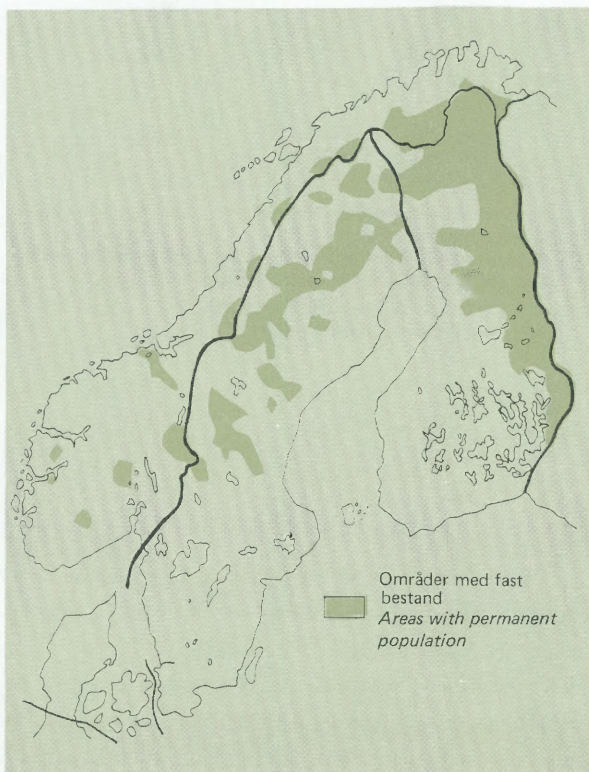 Områder med fast
bestand
Areas with permanent
population